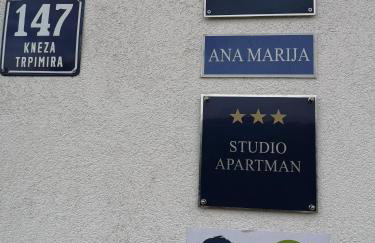 147
KNEZA
TRPIMIRA
ANA MARIJA
STUDIO
APARTMAN